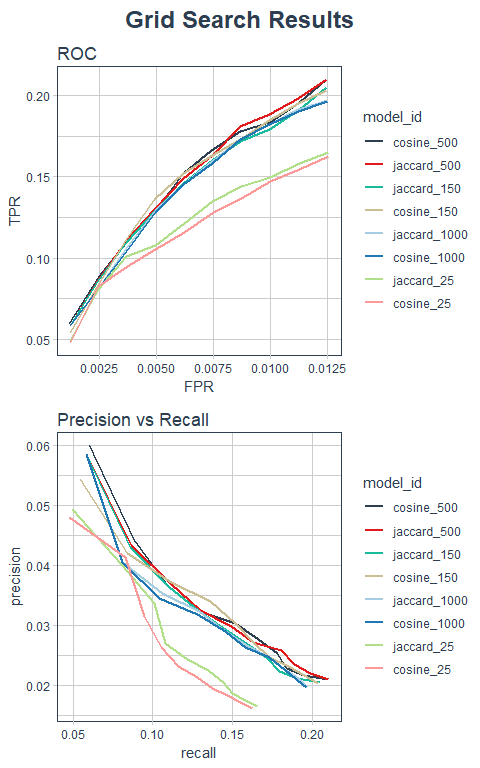 Grid Search Results
ROC
0.20
0.15
0.10
0.05
TPR
0.0025 0.0050 0.0075 0.0100 0.0125
FPR
model_id
cosine_500
jaccard_500
jaccard_150
cosine_150
jaccard_1000
cosine_1000
jaccard_25
cosine_25
Precision vs Recall
0.06
0.05
0.04
0.03
0.02
precision
0.05 0.10 0.15 0.20
recall
model_id
cosine_500
jaccard_500
jaccard_150
cosine_150
jaccard_1000
cosine_1000
jaccard_25
cosine_25